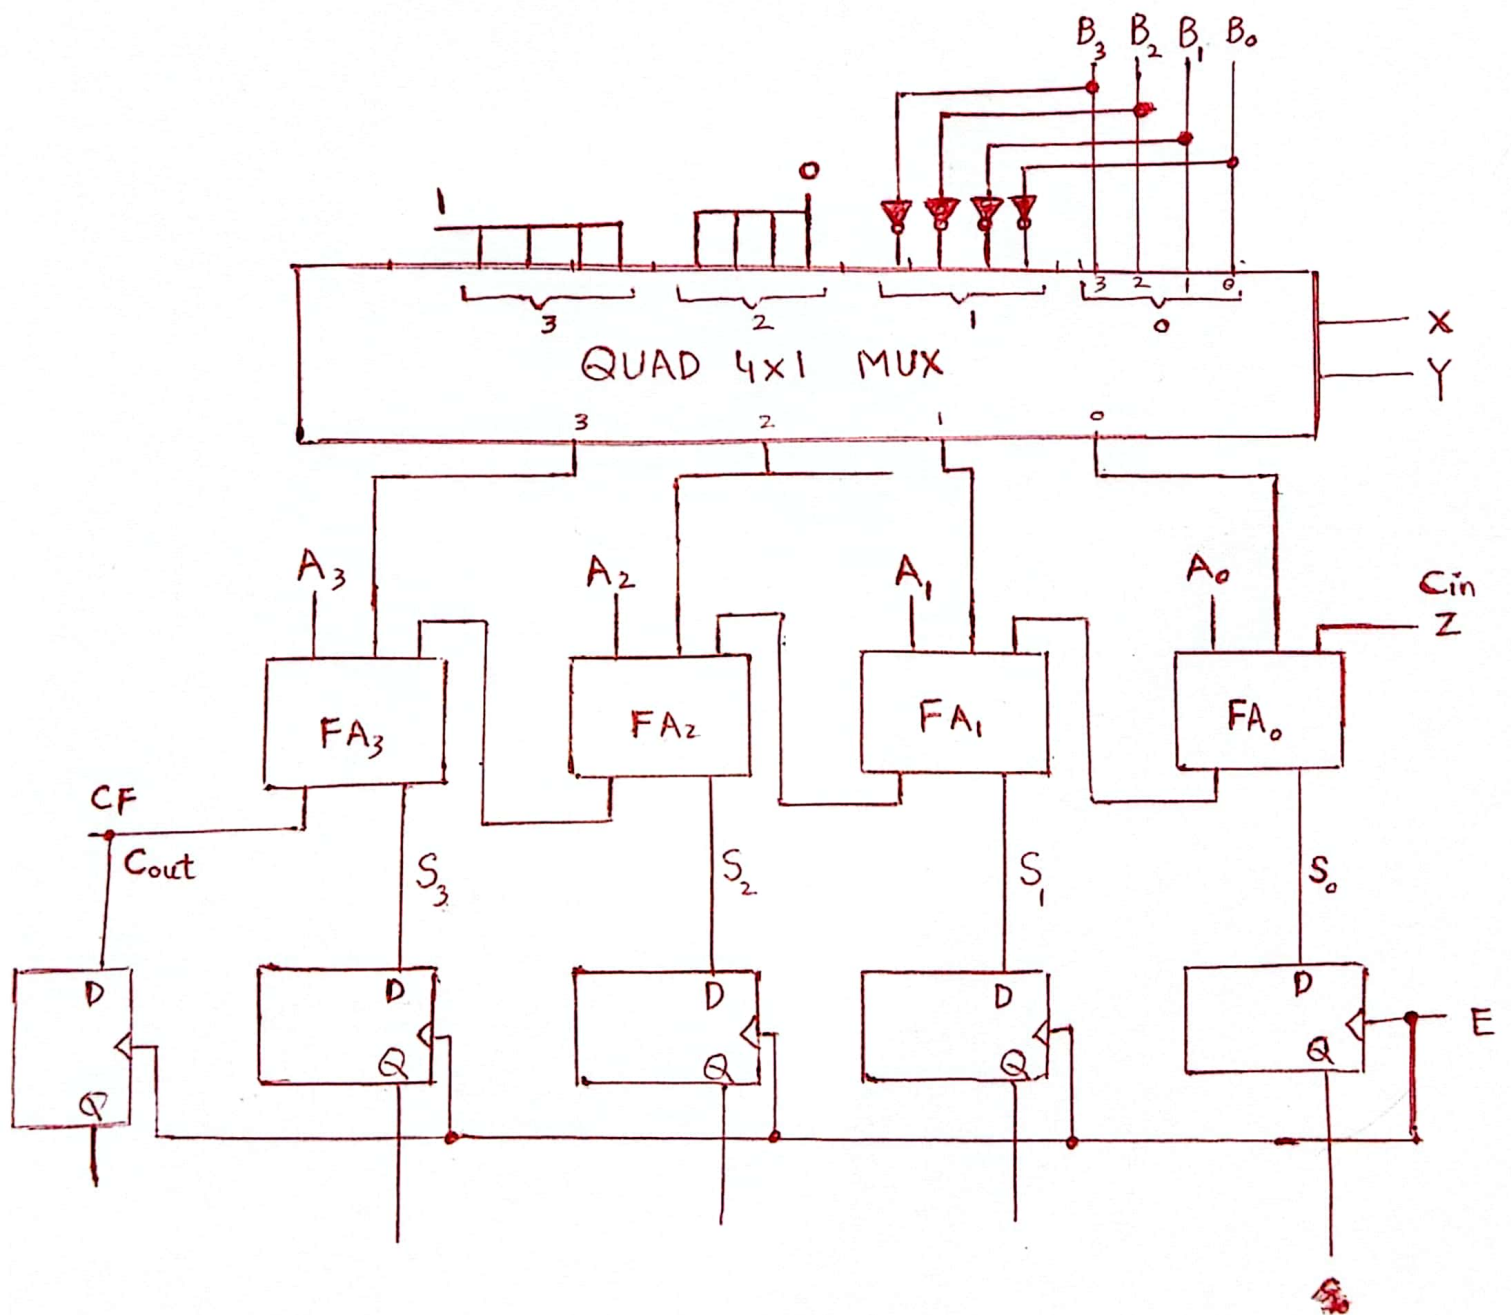 B3 B2 B1 B0
0
1
3 2 1 0
3 2 1 0
QUAD 4x1 MUX
X
Y
3 2 1 0
A3 A2 A1 A0
Cin
Z
FA3 FA2 FA1 FA0
CF
Cout
S3 S2 S1 S0
D D D D D
E
Q Q Q Q Q